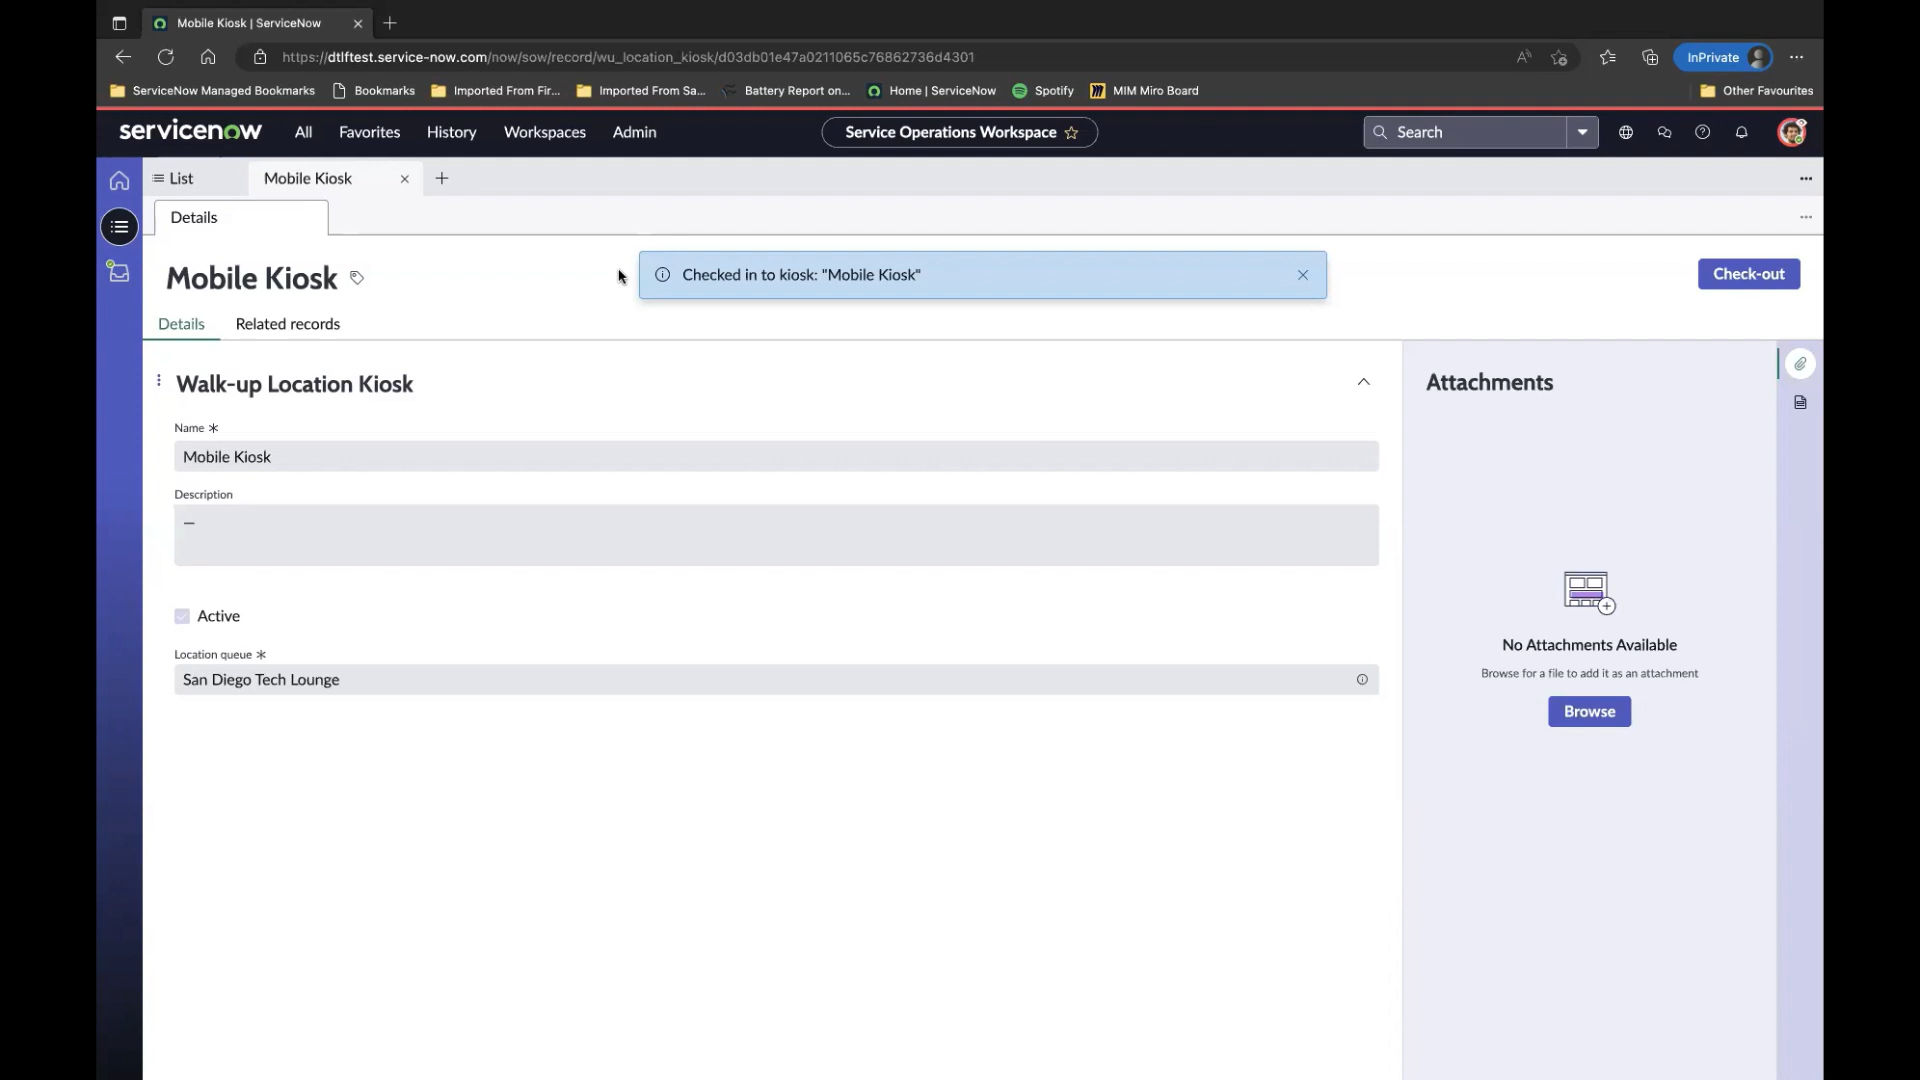 Mobile Kiosk | ServiceNow
https://dtlftest.service-now.com/now/sow/record/wu_location_kiosk/d03db01e47a0211065c76862736d4301
InPrivate
ServiceNow Managed Bookmarks
Bookmarks
Imported From Fir...
Imported From Sa...
Battery Report on...
Home | ServiceNow
Spotify
MIM Miro Board
Other Favourites
servicenow
All
Favorites
History
Workspaces
Admin
Service Operations Workspace
Search
List
Mobile Kiosk
Details
Mobile Kiosk
Checked in to kiosk: "Mobile Kiosk"
Check-out
Details
Related records
Walk-up Location Kiosk
Attachments
Name *
Mobile Kiosk
Description
—
Active
Location queue *
San Diego Tech Lounge
No Attachments Available
Browse for a file to add it as an attachment
Browse